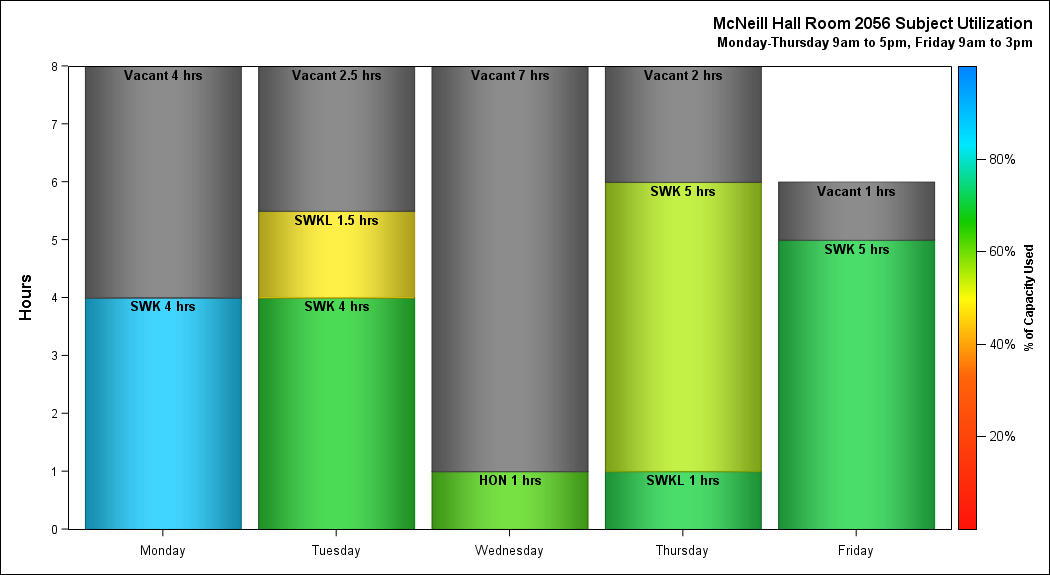 McNeill Hall Room 2056 Subject Utilization
Monday-Thursday 9am to 5pm, Friday 9am to 3pm
Hours
8
7
6
5
4
3
2
1
0
Vacant 4 hrs
SWK 4 hrs
Vacant 2.5 hrs
SWKL 1.5 hrs
SWK 4 hrs
Vacant 7 hrs
HON 1 hrs
Vacant 2 hrs
SWK 5 hrs
SWKL 1 hrs
Vacant 1 hrs
SWK 5 hrs
Monday
Tuesday
Wednesday
Thursday
Friday
80%
60%
40%
20%
% of Capacity Used